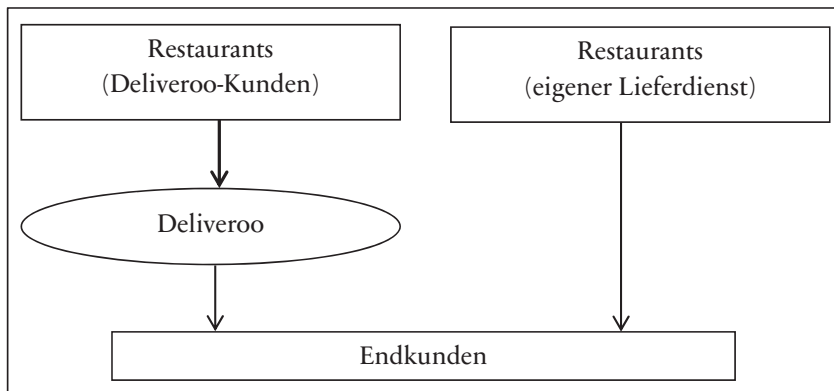 Restaurants
(Deliveroo-Kunden)
Restaurants
(eigener Lieferdienst)
Deliveroo
Endkunden